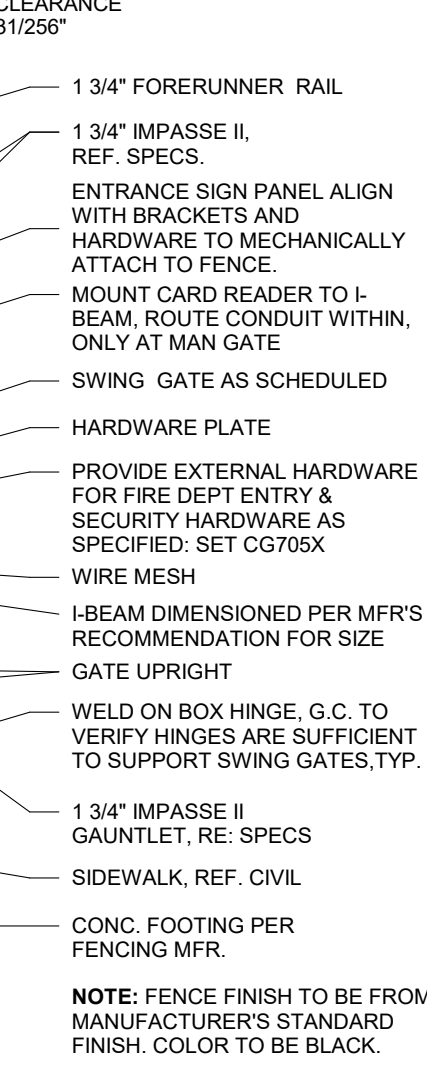 CLEARANCE
31/256"
1 3/4" FORERUNNER RAIL
1 3/4" IMPASSE II,
REF. SPECS.
ENTRANCE SIGN PANEL ALIGN
WITH BRACKETS AND
HARDWARE TO MECHANICALLY
ATTACH TO FENCE.
MOUNT CARD READER TO I-
BEAM, ROUTE CONDUIT WITHIN,
ONLY AT MAN GATE
SWING GATE AS SCHEDULED
HARDWARE PLATE
PROVIDE EXTERNAL HARDWARE
FOR FIRE DEPT ENTRY &
SECURITY HARDWARE AS
SPECIFIED: SET CG705X
WIRE MESH
I-BEAM DIMENSIONED PER MFR'S
RECOMMENDATION FOR SIZE
GATE UPRIGHT
WELD ON BOX HINGE, G.C. TO
VERIFY HINGES ARE SUFFICIENT
TO SUPPORT SWING GATES,TYP.
1 3/4" IMPASSE II
GAUNTLET, RE: SPECS
SIDEWALK, REF. CIVIL
CONC. FOOTING PER
FENCING MFR.
NOTE: FENCE FINISH TO BE FROM
MANUFACTURER'S STANDARD
FINISH. COLOR TO BE BLACK.